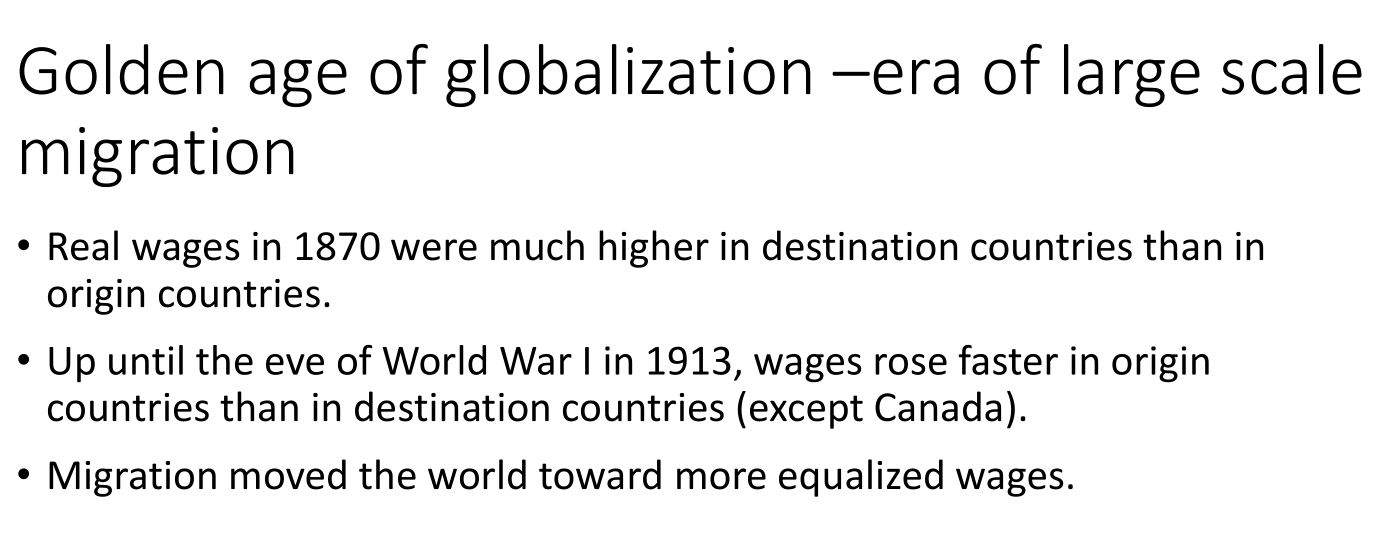 Golden age of globalization –era of large scale
migration
• Real wages in 1870 were much higher in destination countries than in
origin countries.
• Up until the eve of World War I in 1913, wages rose faster in origin
countries than in destination countries (except Canada).
• Migration moved the world toward more equalized wages.